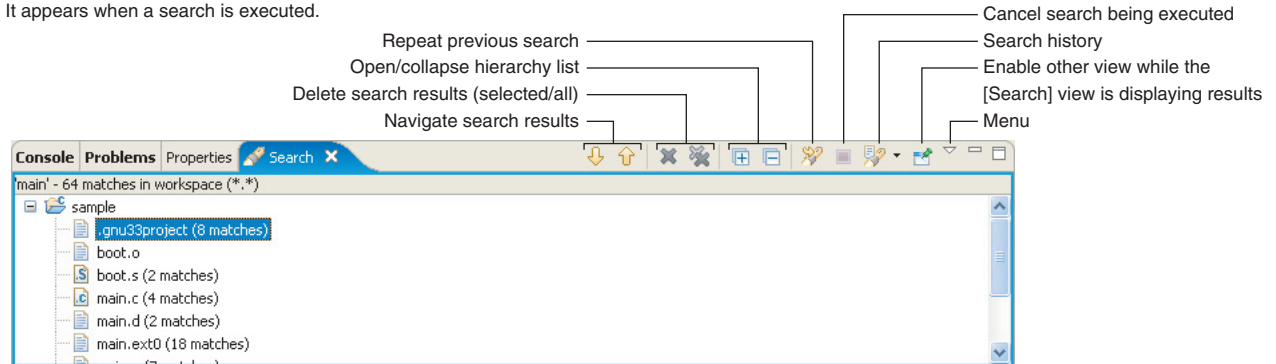 It appears when a search is executed.
Cancel search being executed
Repeat previous search
Search history
Open/collapse hierarchy list
Enable other view while the
Delete search results (selected/all)
[Search] view is displaying results
Navigate search results
Menu
Console Problems Properties Search
'main' - 64 matches in workspace (*.*)
sample
.gnu33project (8 matches)
boot.o
boot.s (2 matches)
main.c (4 matches)
main.d (2 matches)
main.ext0 (18 matches)